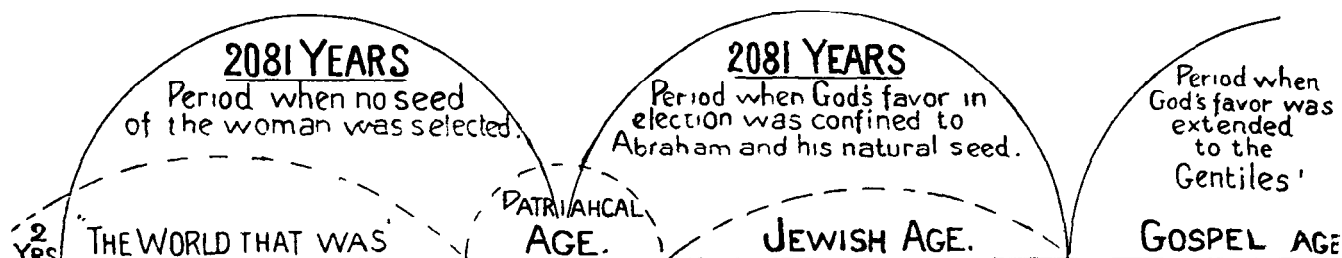 2081 YEARS
Period when no seed
of the woman was selected.
2081 YEARS
Period when God's favor in
election was confined to
Abraham and his natural seed.
Period when
God's favor was
extended
to the
Gentiles'
2
YRS
"THE WORLD THAT WAS"
PATRIAHCAL
AGE.
JEWISH AGE.
GOSPEL AGE